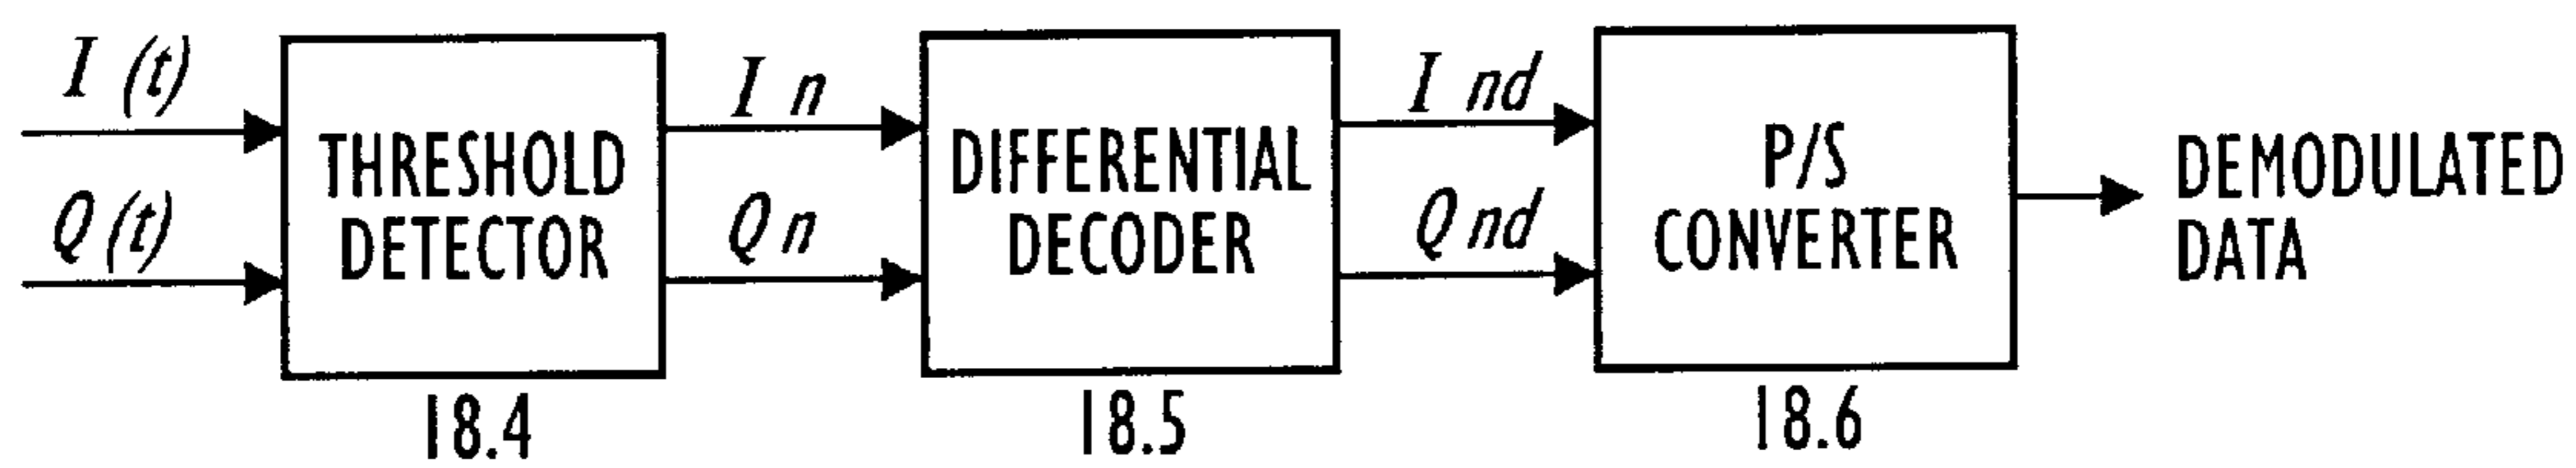 I (t)
Q (t)
THRESHOLD
DETECTOR
18.4
I n
Q n
DIFFERENTIAL
DECODER
18.5
I nd
Q nd
P/S
CONVERTER
18.6
DEMODULATED
DATA